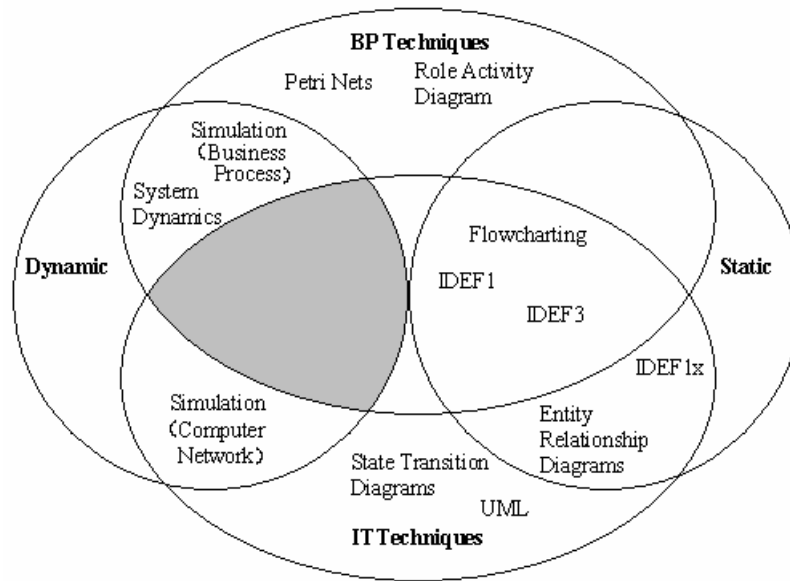 BP Techniques
Petri Nets
Role Activity
Diagram
Simulation
(Business
Process)
System
Dynamics
Dynamic
Flowcharting
IDEF1
IDEF3
Static
IDEF1x
Simulation
(Computer
Network)
Entity
Relationship
Diagrams
State Transition
Diagrams
UML
IT Techniques